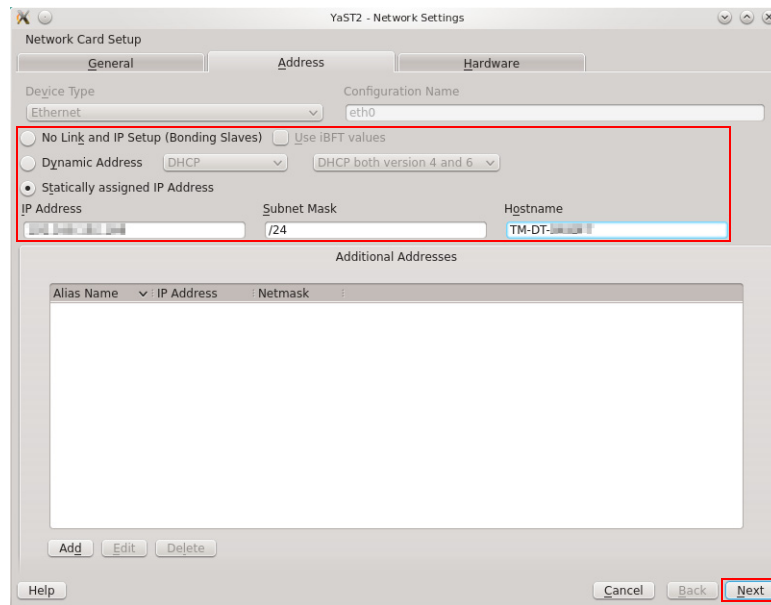 YaST2 - Network Settings
Network Card Setup
General Address Hardware
Device Type Configuration Name
Ethernet eth0
No Link and IP Setup (Bonding Slaves) Use iBFT values
Dynamic Address DHCP DHCP both version 4 and 6
Statically assigned IP Address
IP Address Subnet Mask Hostname
/24 TM-DT-
Additional Addresses
Alias Name IP Address Netmask
Add Edit Delete
Help Cancel Back Next